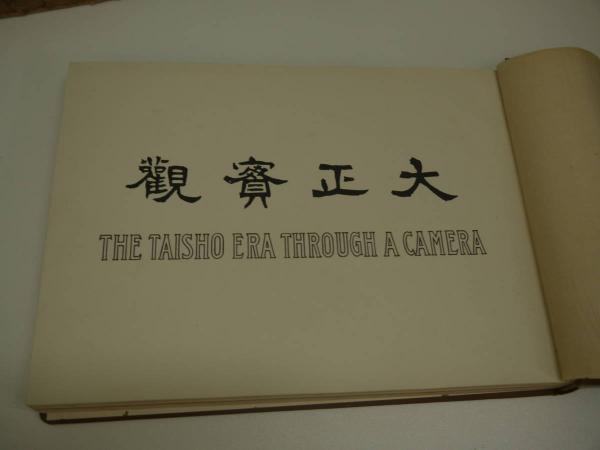 大正寳觀
THE TAISHO ERA THROUGH A CAMERA